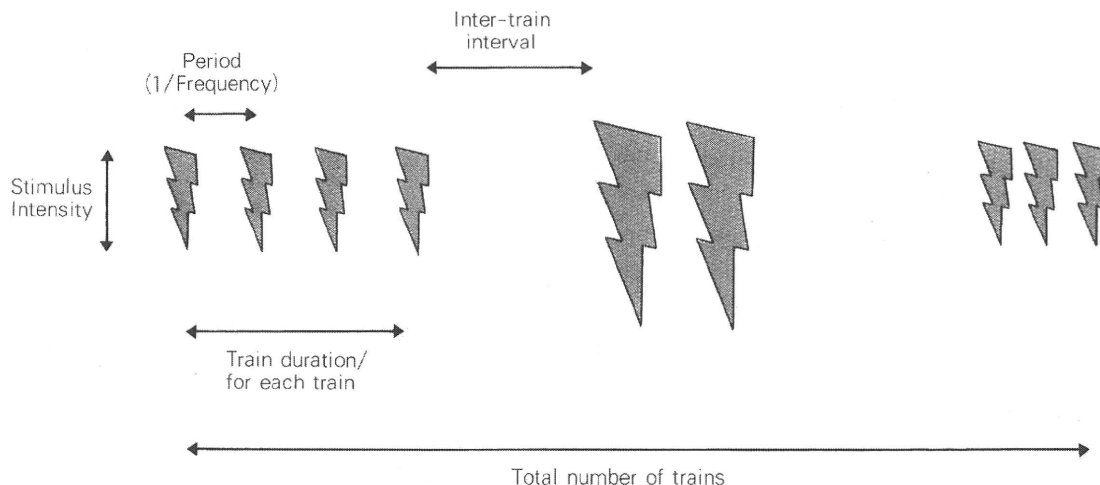 Inter-train
interval
Period
(1/Frequency)
Stimulus
Intensity
Train duration/
for each train
Total number of trains